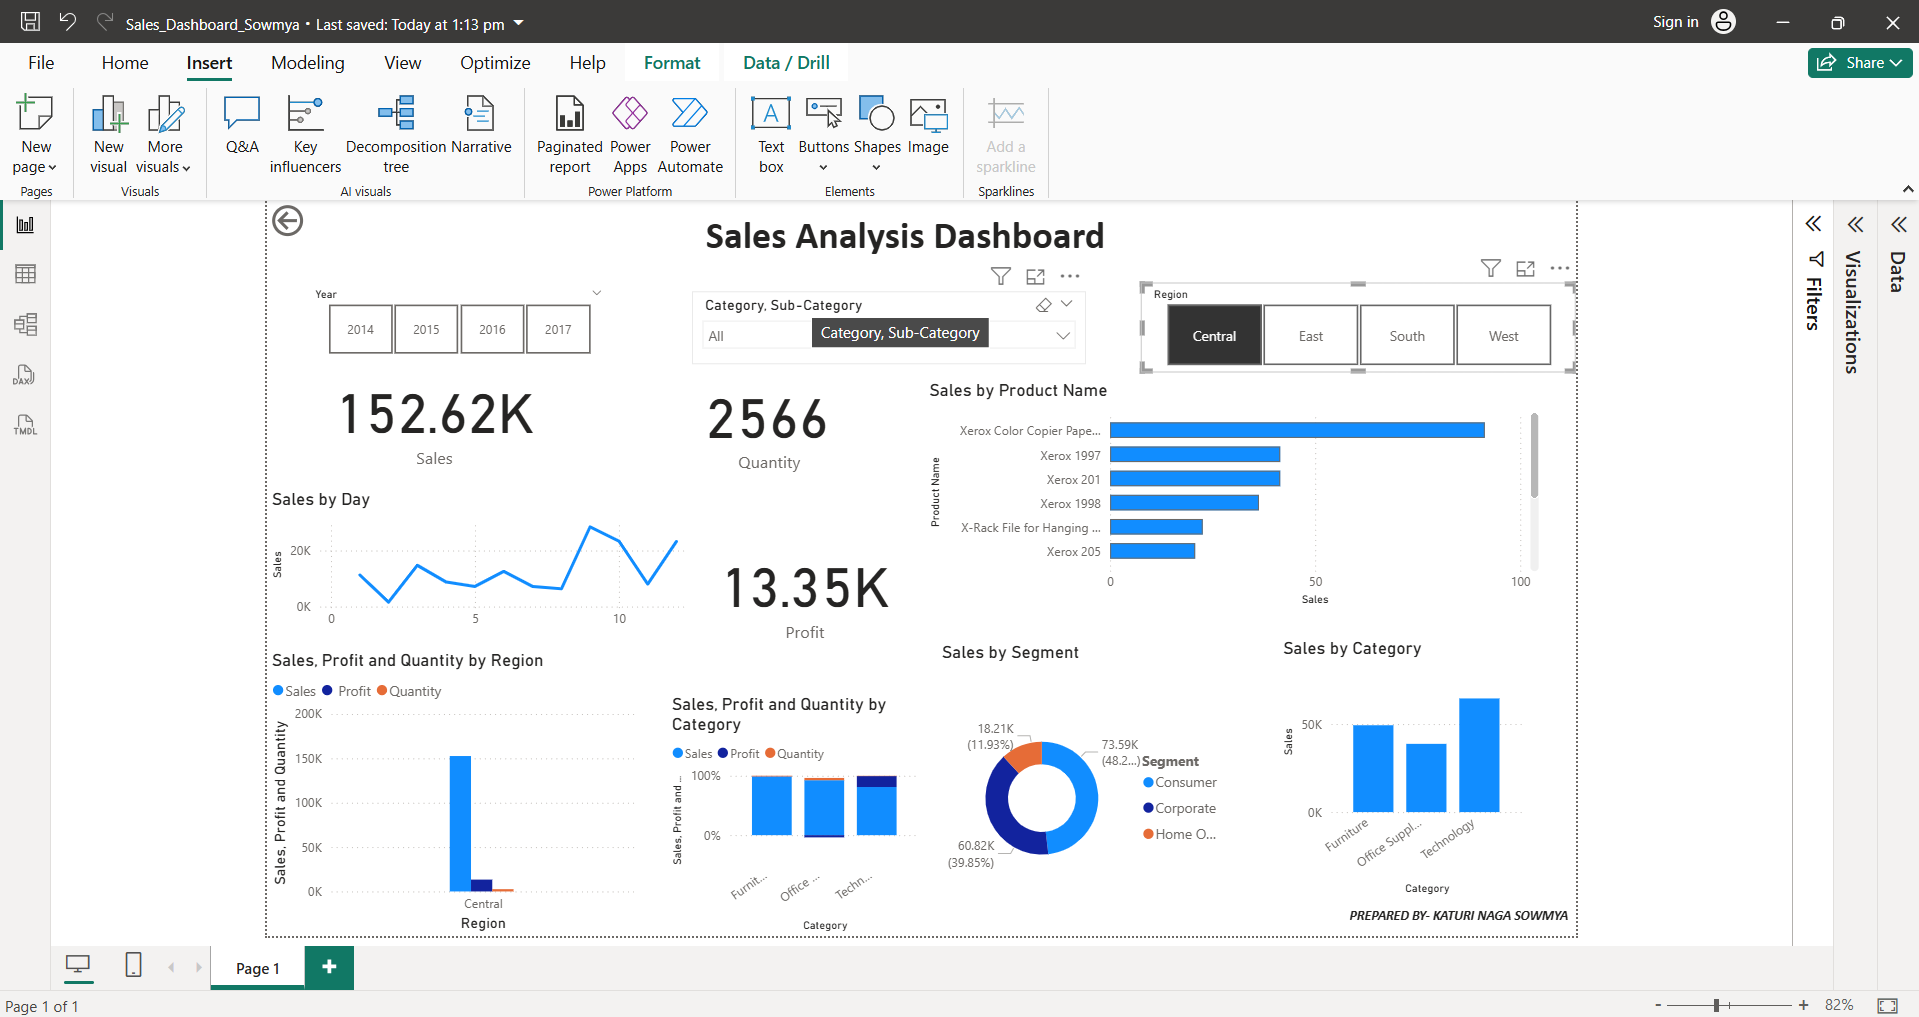 Sales_Dashboard_Sowmya • Last saved: Today at 1:13 pm
Sign in
File Home Insert Modeling View Optimize Help Format Data / Drill
Share
New page
New visual
More visuals
Q&A
Key influencers
Decomposition tree
Narrative
Paginated report
Power Apps
Power Automate
Text box
Buttons
Shapes
Image
Add a sparkline
Pages
Visuals
AI visuals
Power Platform
Elements
Sparklines
DAX
TMDL
Sales Analysis Dashboard
Year
2014 2015 2016 2017
Category, Sub-Category
All
Category, Sub-Category
Region
Central East South West
Filters
Visualizations
Data
152.62K
Sales
2566
Quantity
Sales by Product Name
Product Name
Xerox Color Copier Pape...
Xerox 1997
Xerox 201
Xerox 1998
X-Rack File for Hanging ...
Xerox 205
0 50 100
Sales
Sales by Day
Sales
20K
0K
0 5 10
13.35K
Profit
Sales, Profit and Quantity by Region
Sales Profit Quantity
Sales, Profit and Quantity
200K
150K
100K
50K
0K
Central
Region
Sales, Profit and Quantity by
Category
Sales Profit Quantity
Sales, Profit and ...
100%
0%
Furnit...
Office ...
Techn...
Category
Sales by Segment
18.21K
(11.93%)
73.59K
(48.2...)
60.82K
(39.85%)
Segment
Consumer
Corporate
Home O...
Sales by Category
Sales
50K
0K
Furniture
Office Suppl...
Technology
Category
PREPARED BY- KATURI NAGA SOWMYA
Page 1
+
Page 1 of 1
- + 82%